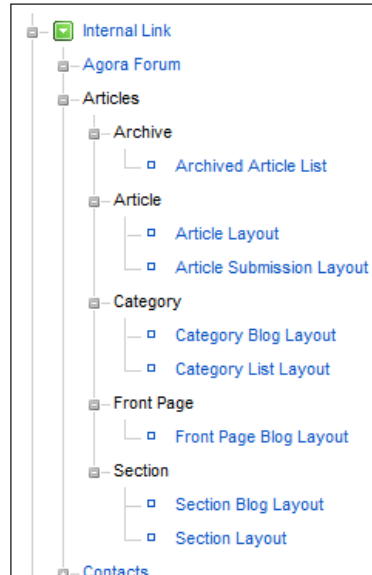 Internal Link
Agora Forum
Articles
Archive
Archived Article List
Article
Article Layout
Article Submission Layout
Category
Category Blog Layout
Category List Layout
Front Page
Front Page Blog Layout
Section
Section Blog Layout
Section Layout
Contacts